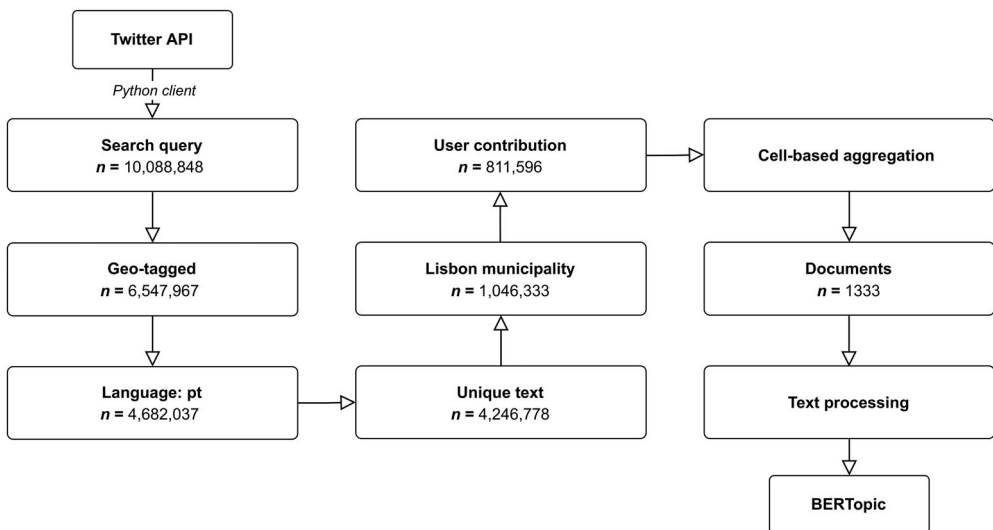 Twitter API
Python client
Search query
n = 10,088,848
Geo-tagged
n = 6,547,967
Language: pt
n = 4,682,037
Unique text
n = 4,246,778
Lisbon municipality
n = 1,046,333
User contribution
n = 811,596
Cell-based aggregation
Documents
n = 1333
Text processing
BERTopic